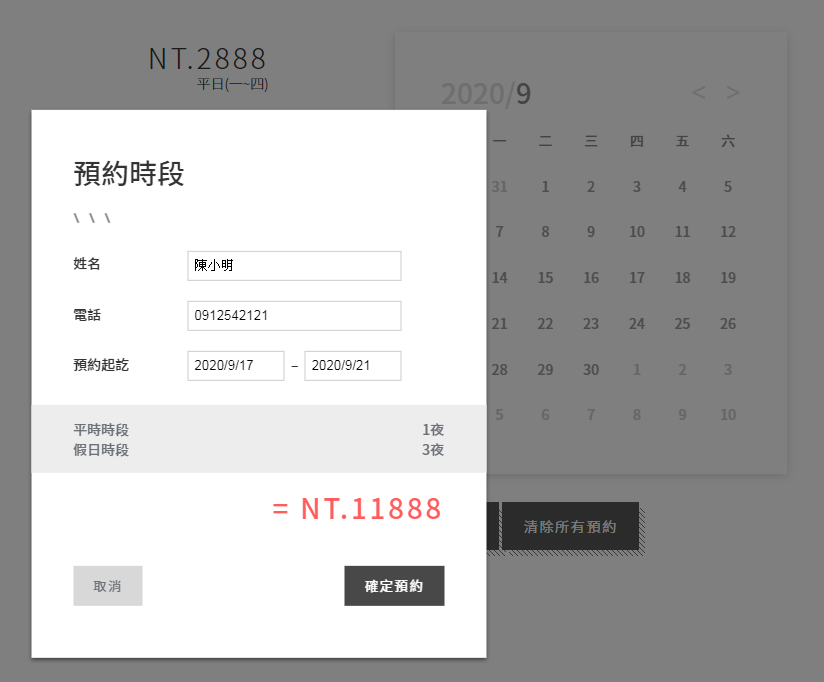 NT.2888
平日(一~四)
2020/9 < >
一 二 三 四 五 六
31 1 2 3 4 5
7 8 9 10 11 12
14 15 16 17 18 19
21 22 23 24 25 26
28 29 30 1 2 3
5 6 7 8 9 10
清除所有預約
預約時段
\ \ \
姓名 陳小明
電話 0912542121
預約起訖 2020/9/17 – 2020/9/21
平時時段 1夜
假日時段 3夜
= NT.11888
取消 確定預約